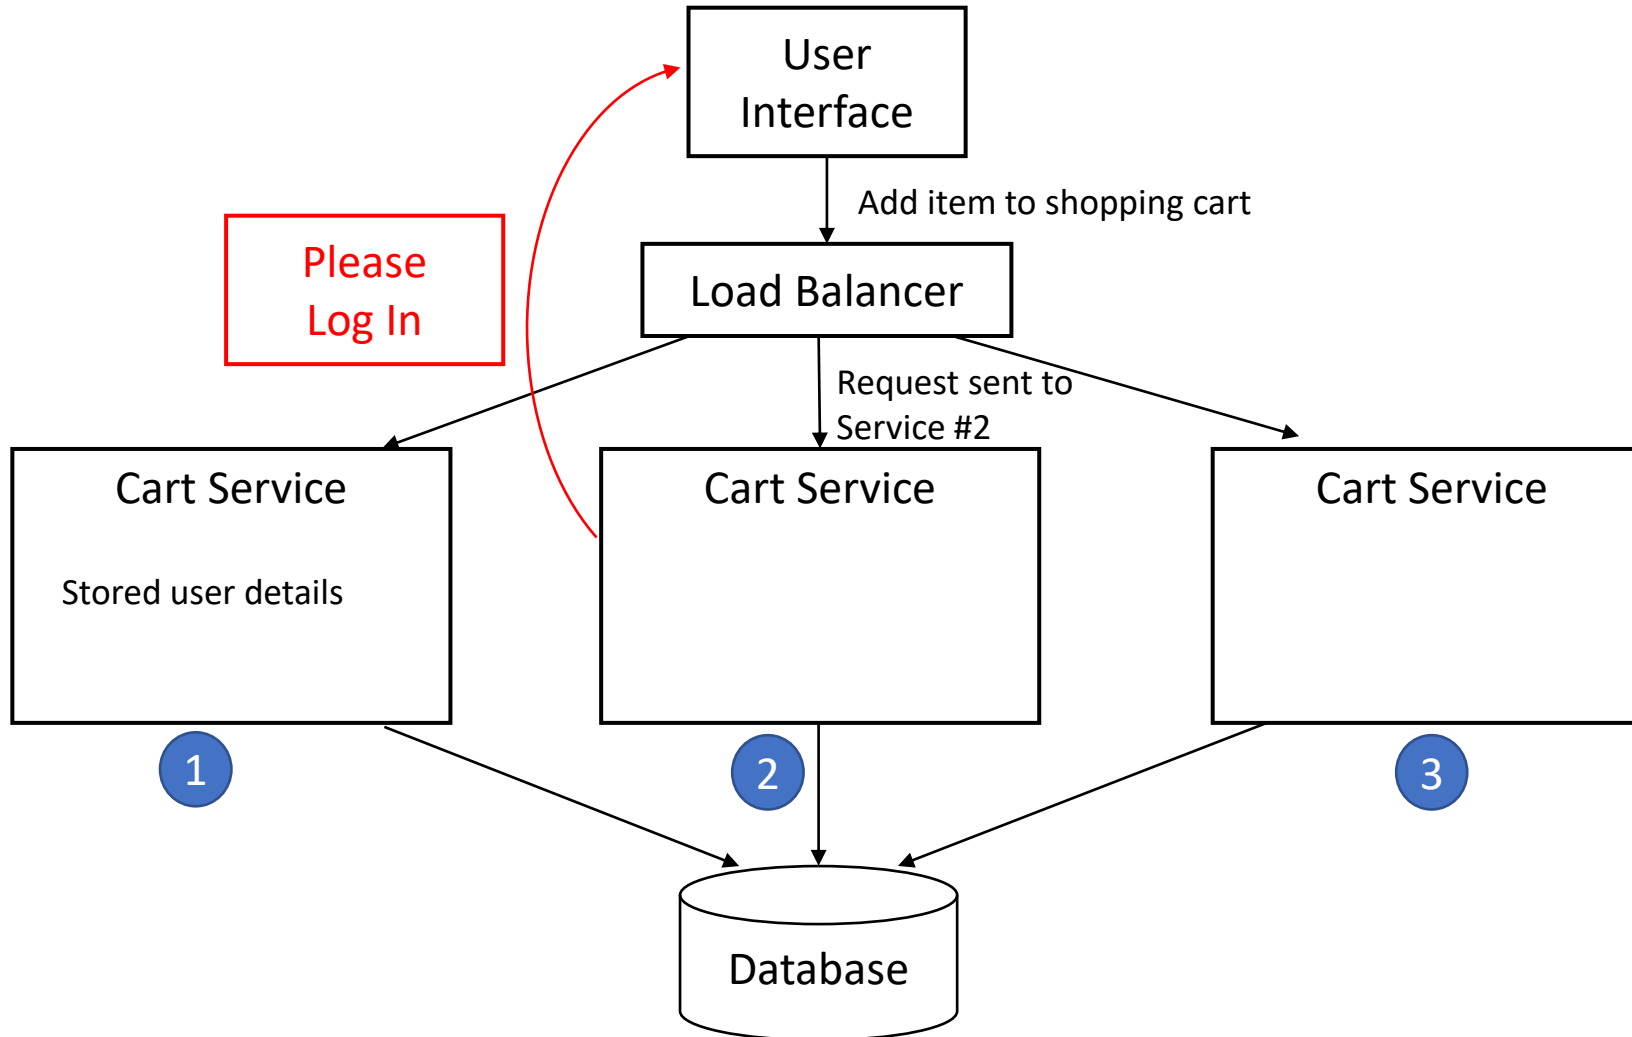 User
Interface
Add item to shopping cart
Please
Log In
Load Balancer
Request sent to
Service #2
Cart Service
Cart Service
Cart Service
Stored user details
1
2
3
Database